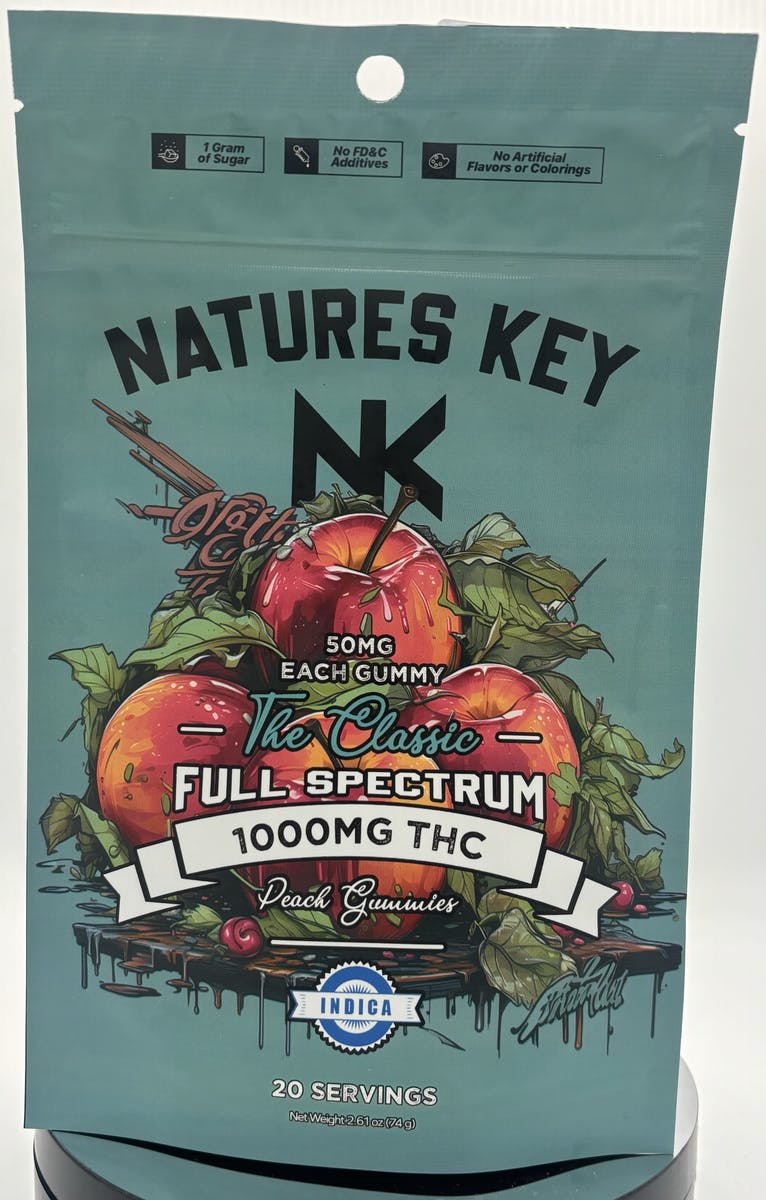 1 Gram
of Sugar
No FD&C
Additives
No Artificial
Flavors or Colorings
NATURES KEY
NK
50MG
EACH GUMMY
The Classic
FULL SPECTRUM
1000MG THC
Peach Gummies
INDICA
20 SERVINGS
Net Weight 2.61 oz (74 g)